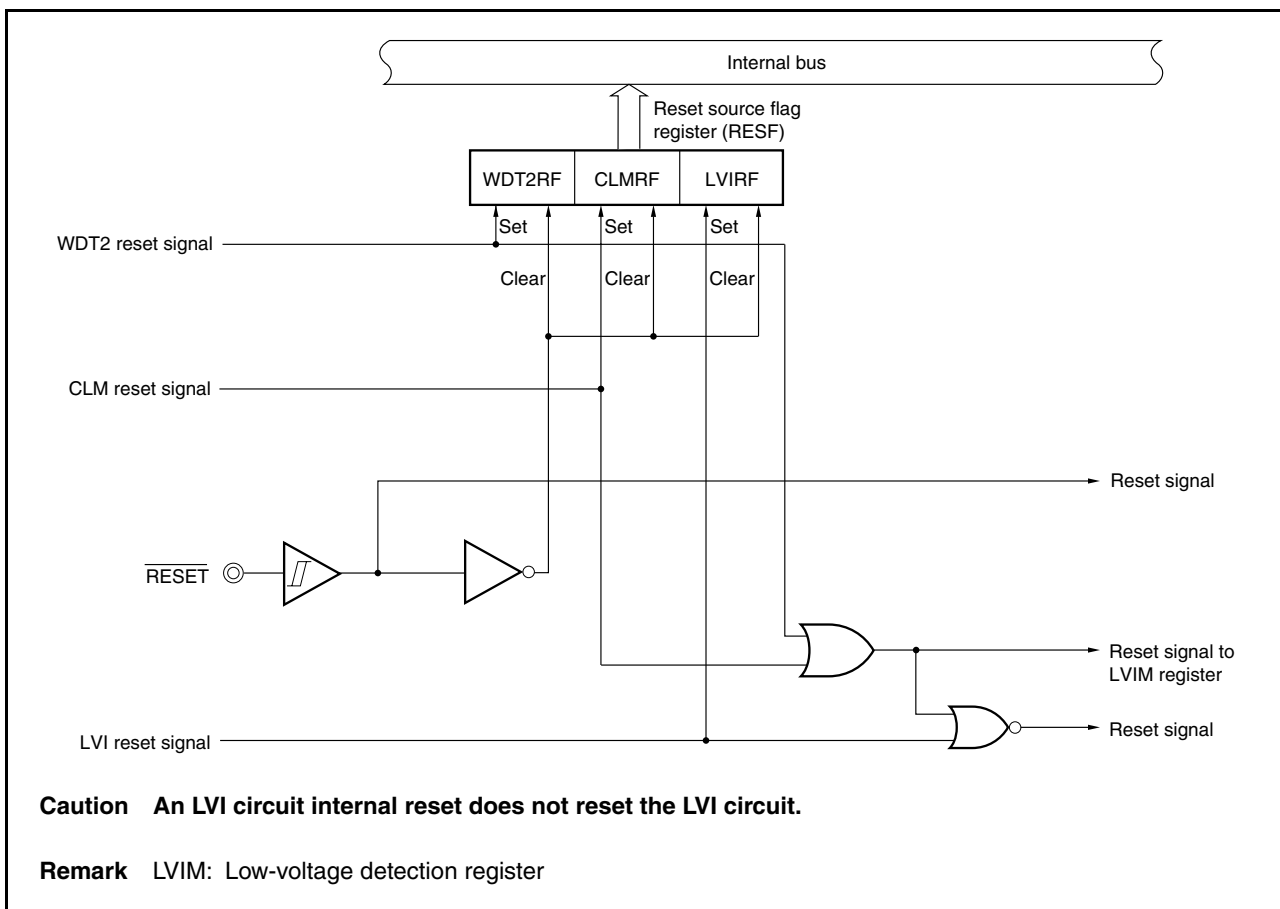 Internal bus
Reset source flag
register (RESF)
WDT2RF CLMRF LVIRF
Set Set Set
WDT2 reset signal
Clear Clear Clear
CLM reset signal
Reset signal
RESET
Reset signal to
LVIM register
LVI reset signal
Reset signal
Caution An LVI circuit internal reset does not reset the LVI circuit.
Remark LVIM: Low-voltage detection register